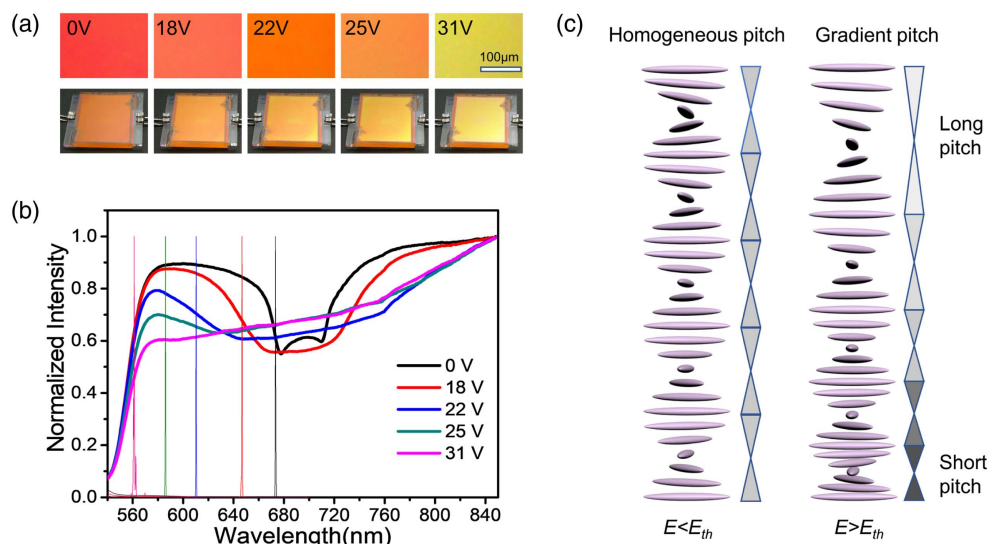 (a)
0V
18V
22V
25V
31V
100μm
(b)
Normalized Intensity
1.0
0.8
0.6
0.4
0.2
0.0
0 V
18 V
22 V
25 V
31 V
560
600
640
680
720
760
800
840
Wavelength(nm)
(c)
Homogeneous pitch
Gradient pitch
Long
pitch
Short
pitch
E<Eth
E>Eth